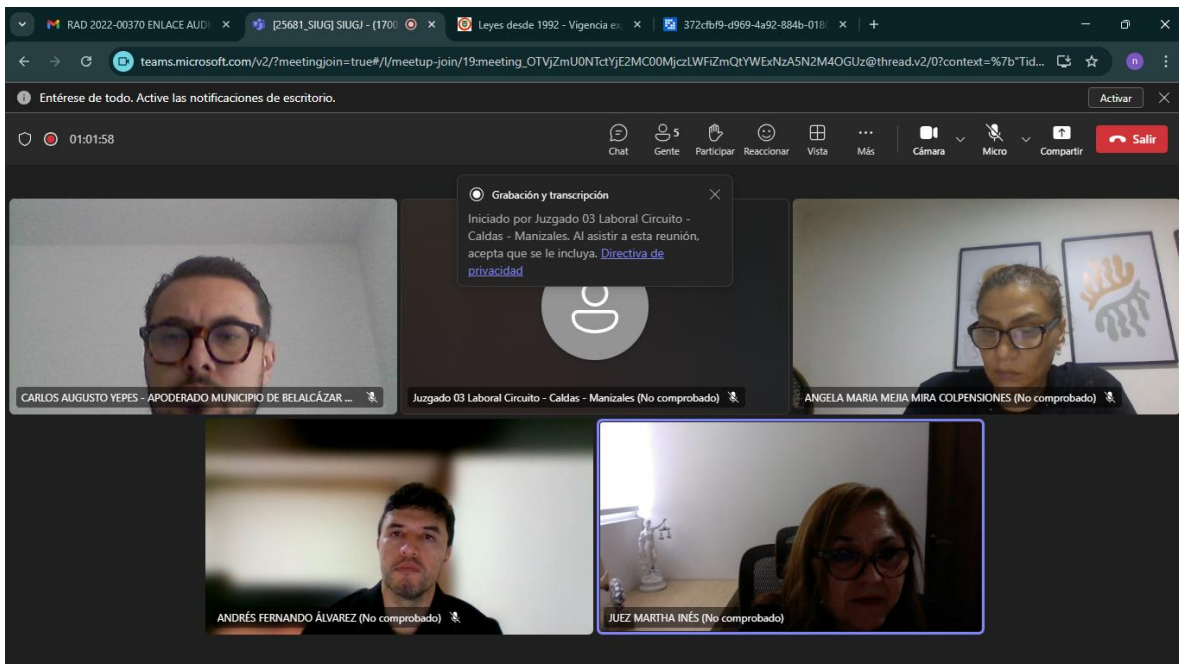 RAD 2022-00370 ENLACE AUDI
[25681_SIUG] SIUGJ - (1700
Leyes desde 1992 - Vigencia ex
372cfbf9-d969-4a92-884b-0180
teams.microsoft.com/v2/?meetingjoin=true#/l/meetup-join/19:meeting_OTVjZmU0NTctYjE2MC00MjczLWFiZmQtYWExNzA5N2M4OGUz@thread.v2/0?context=%7b"Tid...
n
Entérese de todo. Active las notificaciones de escritorio.
Activar
01:01:58
Chat
5
Gente
Participar
Reaccionar
Vista
Más
Cámara
Micro
Compartir
Salir
Grabación y transcripción
Iniciado por Juzgado 03 Laboral Circuito -
Caldas - Manizales. Al asistir a esta reunión,
acepta que se le incluya. Directiva de
privacidad
CARLOS AUGUSTO YEPES - APODERADO MUNICIPIO DE BELALCÁZAR ...
Juzgado 03 Laboral Circuito - Caldas - Manizales (No comprobado)
ANGELA MARIA MEJIA MIRA COLPENSIONES (No comprobado)
ANDRÉS FERNANDO ÁLVAREZ (No comprobado)
JUEZ MARTHA INÉS (No comprobado)